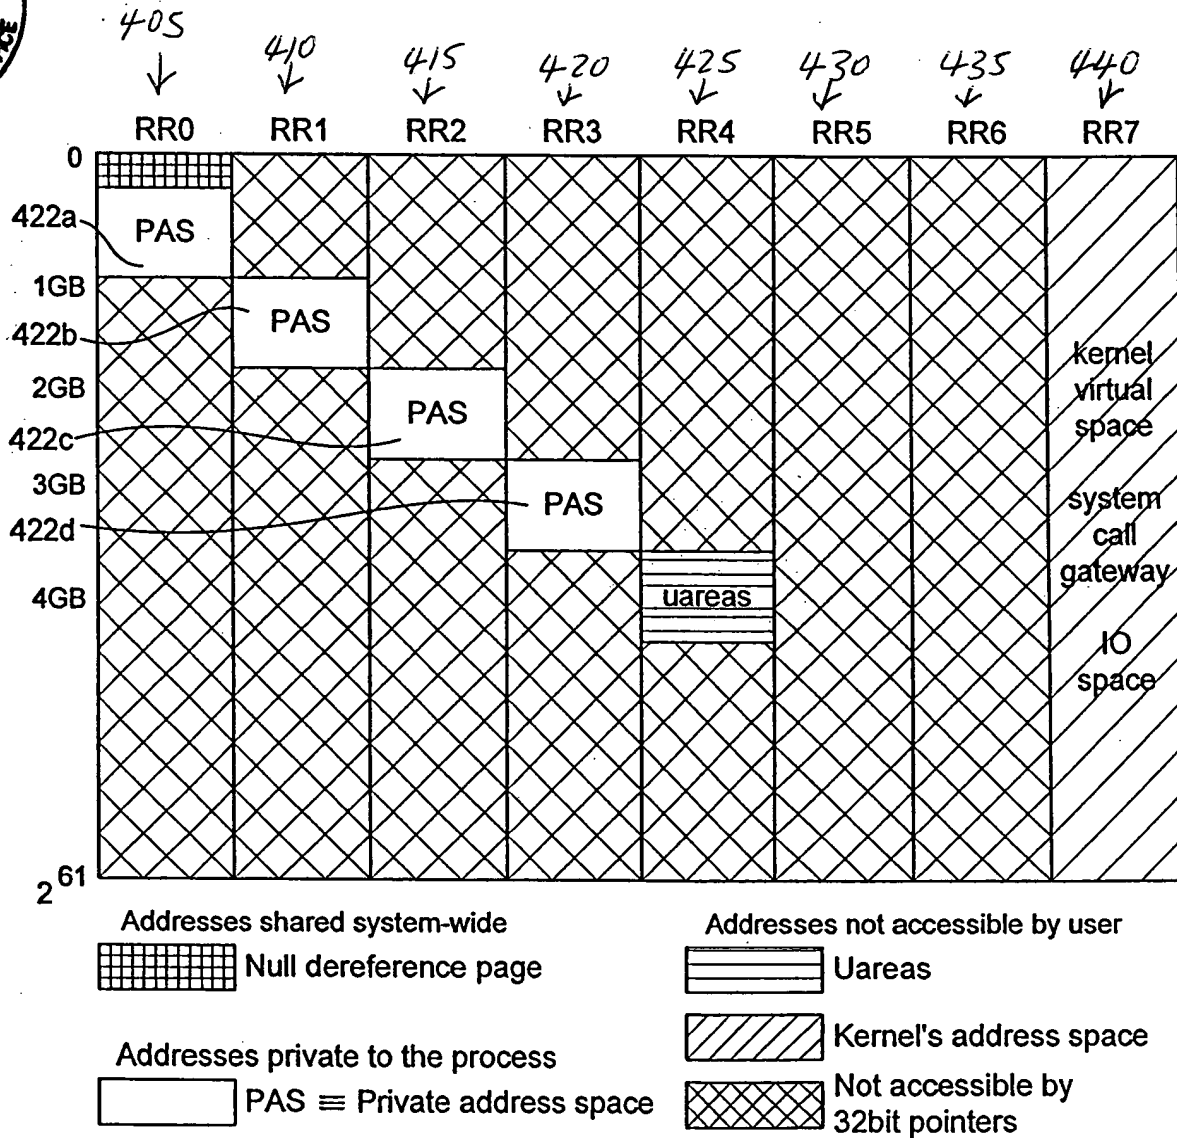 405 410 415 420 425 430 435 440
RR0 RR1 RR2 RR3 RR4 RR5 RR6 RR7
0
422a
PAS
1GB
422b
PAS
2GB
PAS
422c
3GB
PAS
422d
4GB
uareas
kernel
virtual
space
system
call
gateway
IO
space
2^61
Addresses shared system-wide
Null dereference page
Addresses private to the process
PAS ≡ Private address space
Addresses not accessible by user
Uareas
Kernel's address space
Not accessible by
32bit pointers